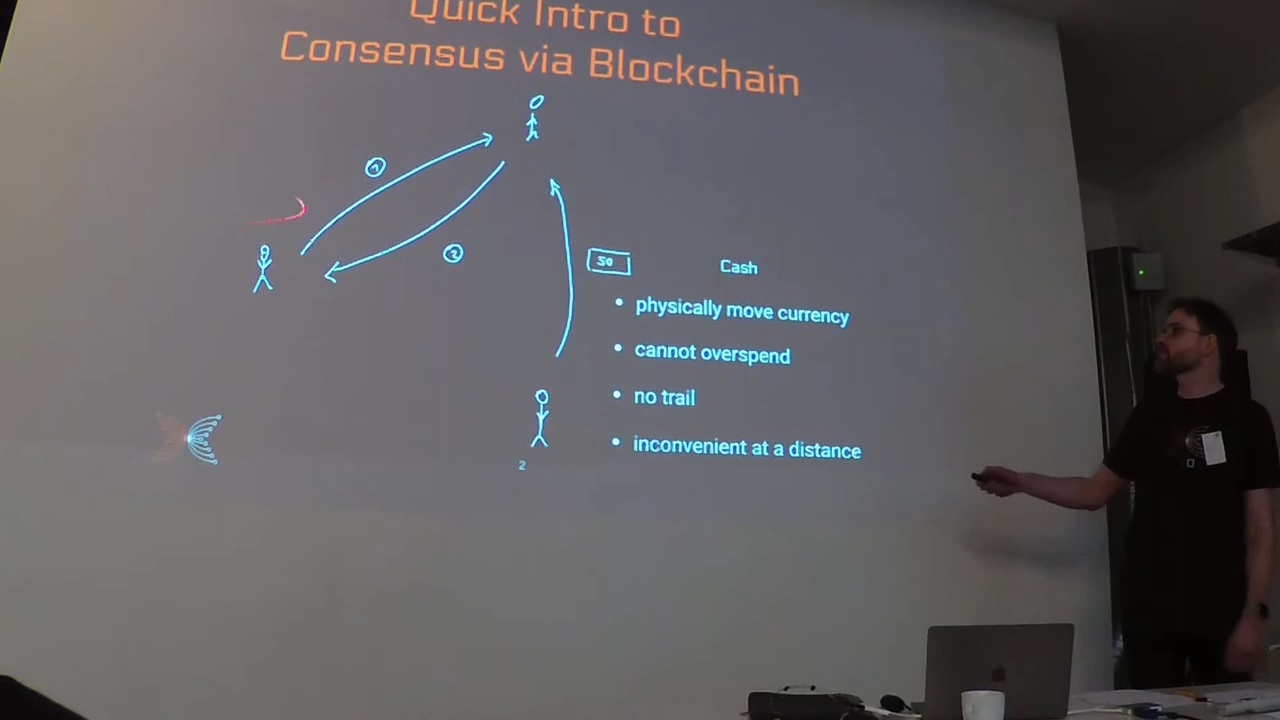 Quick Intro to
Consensus via Blockchain
1
2
50
Cash
• physically move currency
• cannot overspend
• no trail
• inconvenient at a distance
2